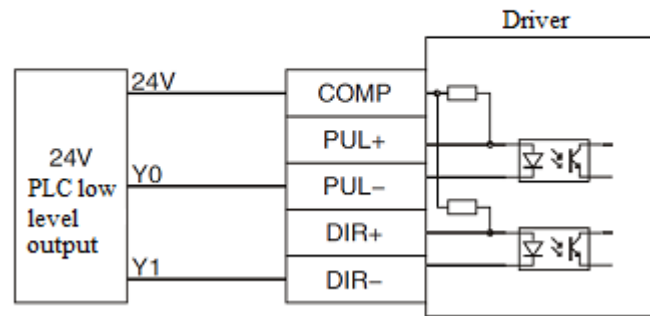 Driver
24V
COMP
PUL+
24V
PLC low
level
output
Y0
PUL−
DIR+
Y1
DIR−